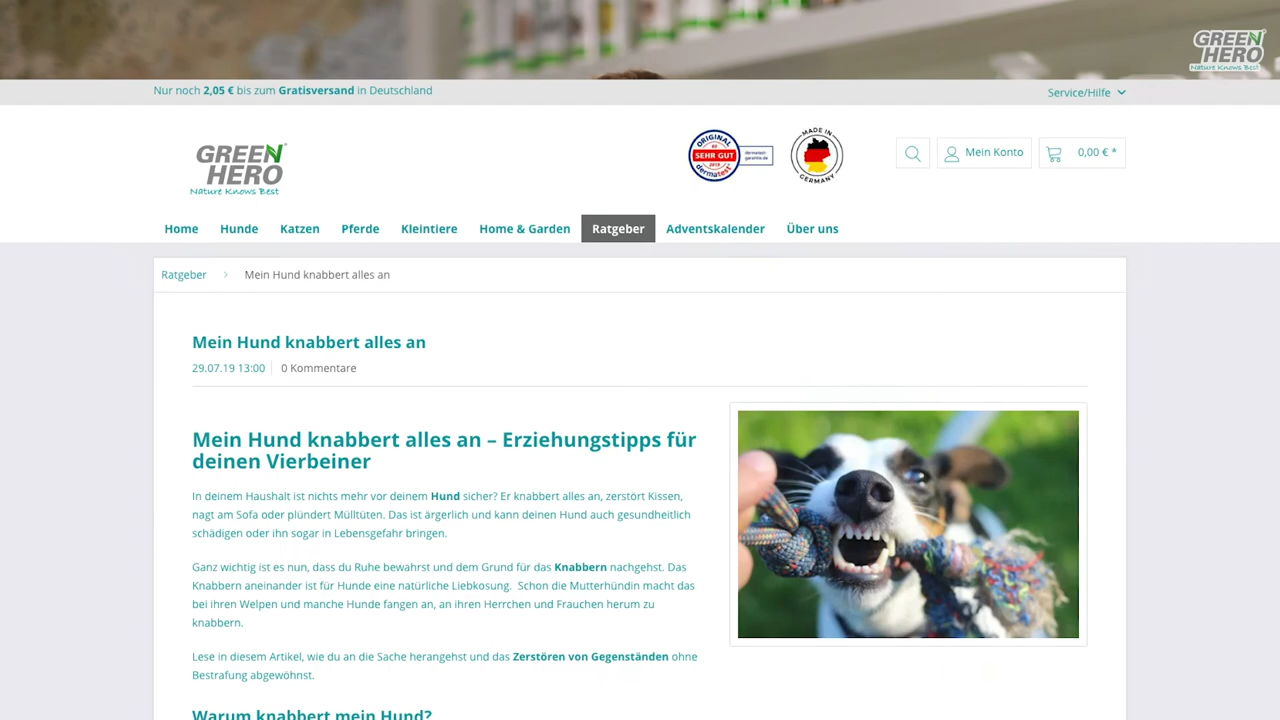 GREEN
HERO
Nature Knows Best
Nur noch 2,05 € bis zum Gratisversand in Deutschland
Service/Hilfe
GREEN
HERO
Nature Knows Best
ORIGINAL
SEHR GUT
2019
dermatest
dermatest-
garantie.de
MADE IN
GERMANY
Mein Konto
0,00 € *
Home Hunde Katzen Pferde Kleintiere Home & Garden Ratgeber Adventskalender Über uns
Ratgeber > Mein Hund knabbert alles an
Mein Hund knabbert alles an
29.07.19 13:00 0 Kommentare
Mein Hund knabbert alles an – Erziehungstipps für
deinen Vierbeiner
In deinem Haushalt ist nichts mehr vor deinem Hund sicher? Er knabbert alles an, zerstört Kissen,
nagt am Sofa oder plündert Mülltüten. Das ist ärgerlich und kann deinen Hund auch gesundheitlich
schädigen oder ihn sogar in Lebensgefahr bringen.
Ganz wichtig ist es nun, dass du Ruhe bewahrst und dem Grund für das Knabbern nachgehst. Das
Knabbern aneinander ist für Hunde eine natürliche Liebkosung. Schon die Mutterhündin macht das
bei ihren Welpen und manche Hunde fangen an, an ihren Herrchen und Frauchen herum zu
knabbern.
Lese in diesem Artikel, wie du an die Sache herangehst und das Zerstören von Gegenständen ohne
Bestrafung abgewöhnst.
Warum knabbert mein Hund?